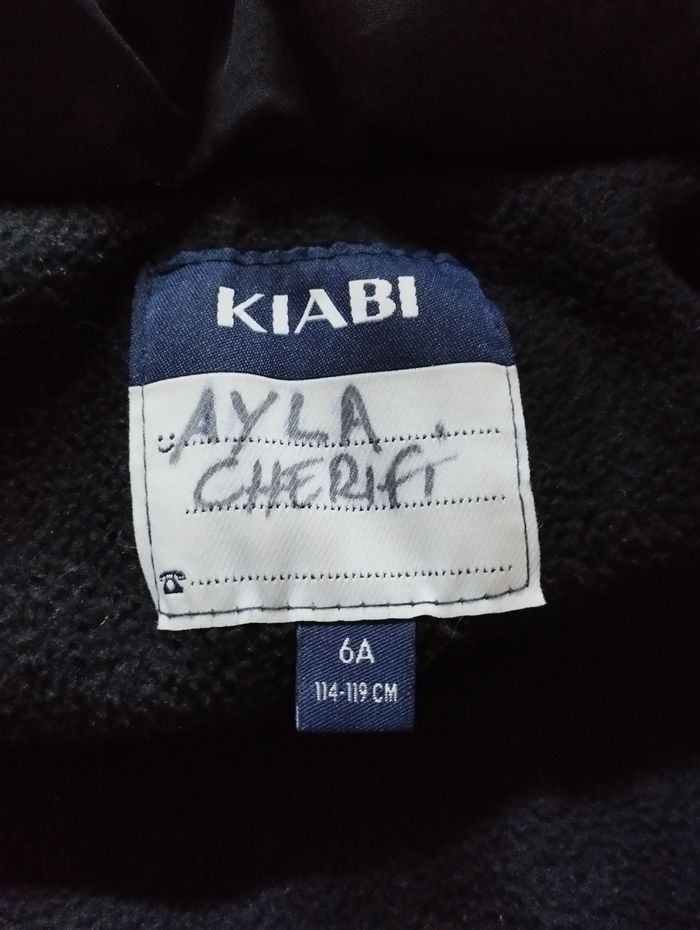 KIABI
AYLA
CHERIFI
6A
114-119 CM